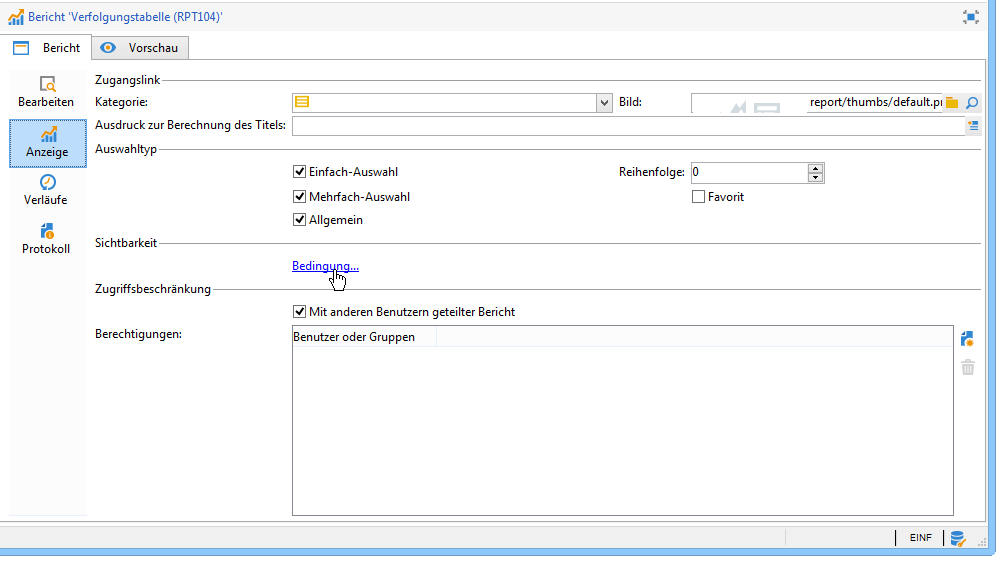 Bericht 'Verfolgungstabelle (RPT104)'
Bericht
Vorschau
Bearbeiten
Anzeige
Verläufe
Protokoll
Zugangslink
Kategorie:
Bild: report/thumbs/default.p
Ausdruck zur Berechnung des Titels:
Auswahltyp
Einfach-Auswahl
Reihenfolge: 0
Mehrfach-Auswahl
Favorit
Allgemein
Sichtbarkeit
Bedingung...
Zugriffsbeschränkung
Mit anderen Benutzern geteilter Bericht
Berechtigungen:
Benutzer oder Gruppen
EINF